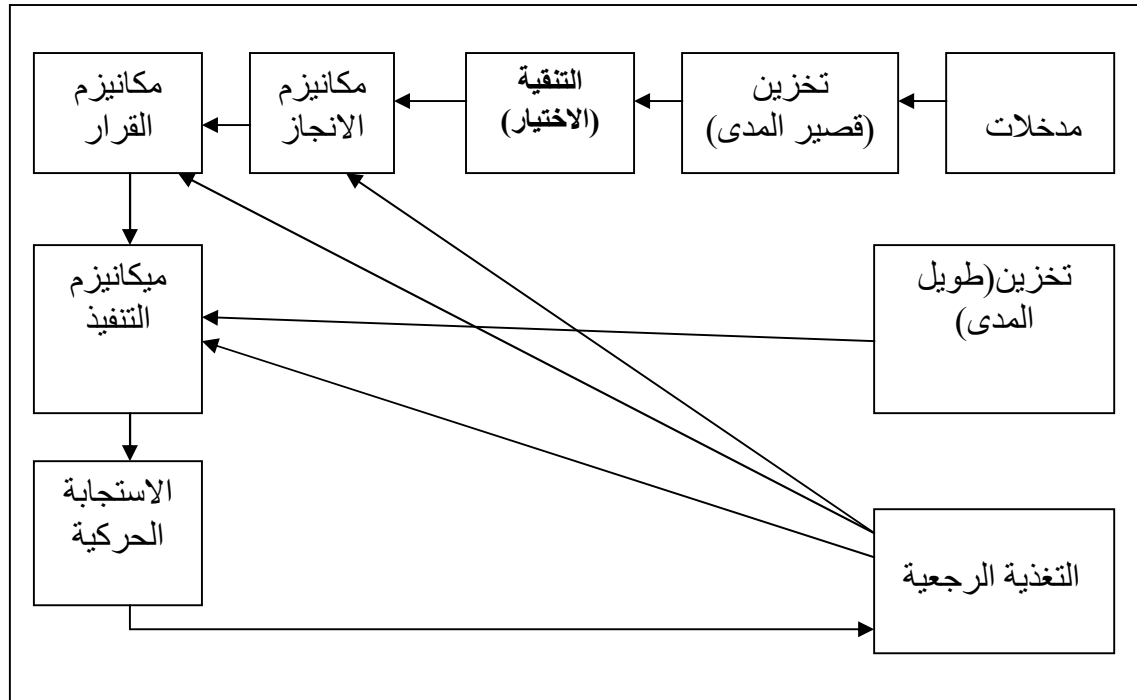 مدخلات
تخزين
(قصير المدى)
التنقية
(الاختيار)
مكانيزم
الانجاز
مكانيزم
القرار
تخزين(طويل
المدى)
ميكانيزم
التنفيذ
الاستجابة
الحركية
التغذية الرجعية